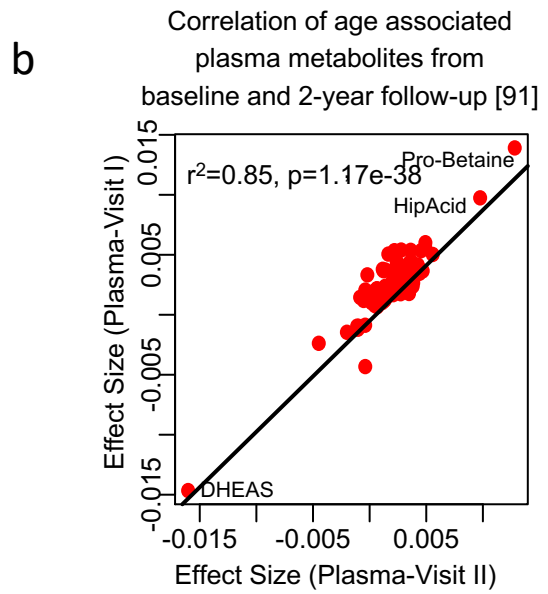 b
Correlation of age associated
plasma metabolites from
baseline and 2-year follow-up [91]
r²=0.85, p=1.17e-38
Pro-Betaine
HipAcid
DHEAS
Effect Size (Plasma-Visit I)
0.015
0.005
-0.005
-0.015
-0.015
-0.005
0.005
Effect Size (Plasma-Visit II)